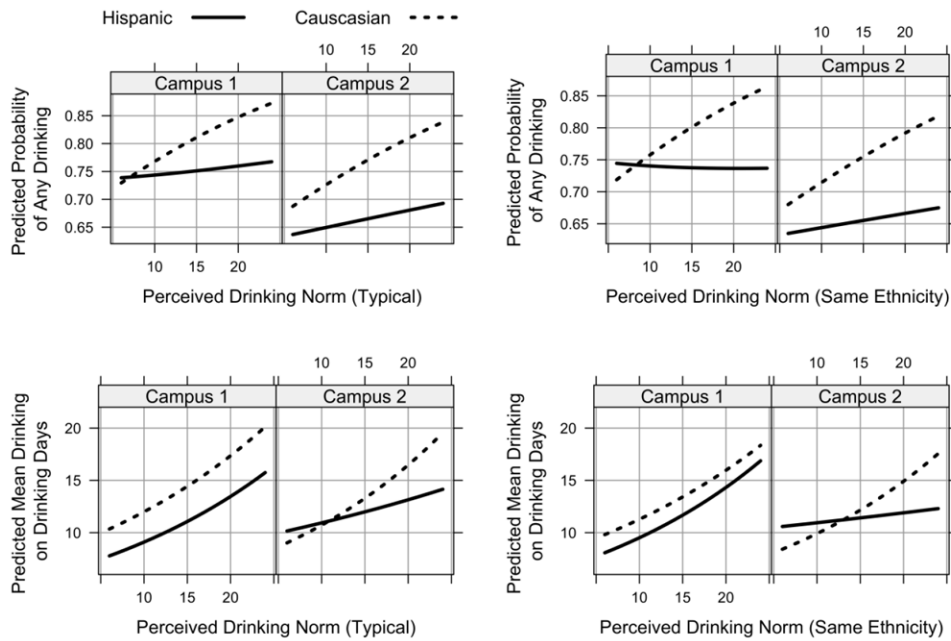 Hispanic Causcasian
10 15 20 10 15 20
Campus 1 Campus 2 Campus 1 Campus 2
Predicted Probability
of Any Drinking
0.85
0.80
0.75
0.70
0.65
10 15 20
Perceived Drinking Norm (Typical)
Predicted Probability
of Any Drinking
0.85
0.80
0.75
0.70
0.65
10 15 20
Perceived Drinking Norm (Same Ethnicity)
10 15 20 10 15 20
Campus 1 Campus 2 Campus 1 Campus 2
Predicted Mean Drinking
on Drinking Days
20
15
10
10 15 20
Perceived Drinking Norm (Typical)
Predicted Mean Drinking
on Drinking Days
20
15
10
10 15 20
Perceived Drinking Norm (Same Ethnicity)